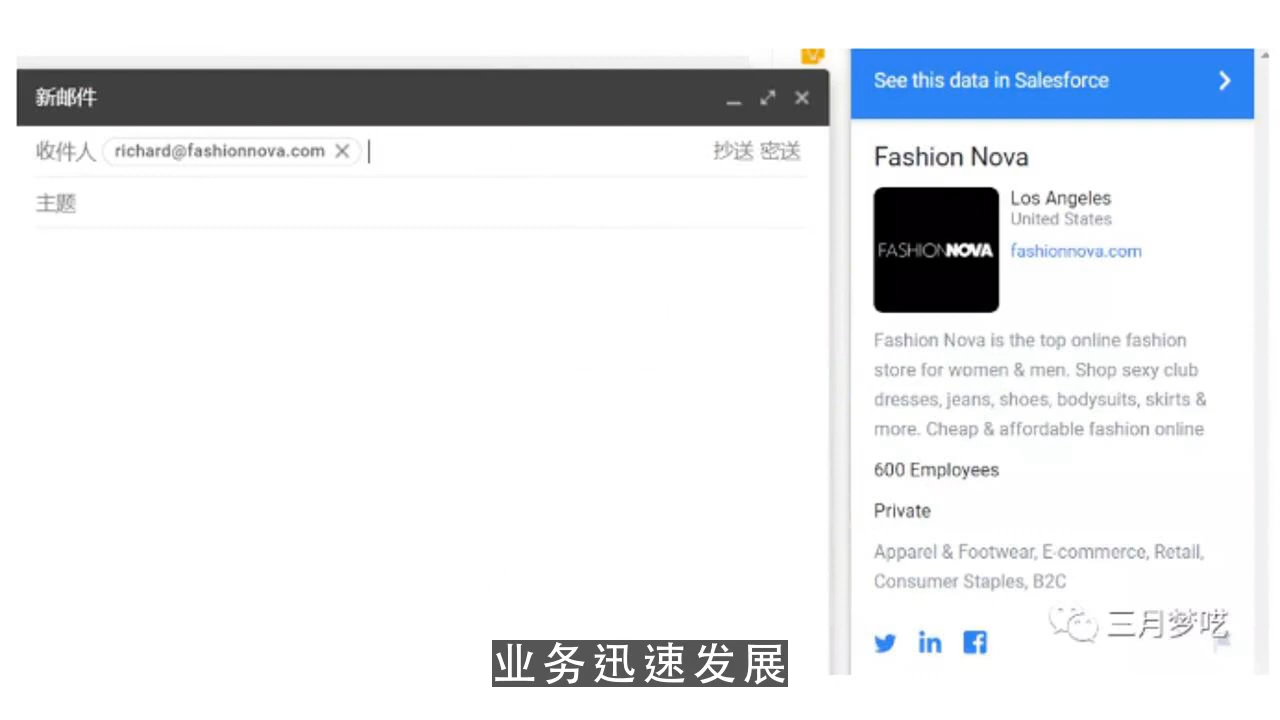 新邮件
收件人 richard@fashionnova.com 抄送 密送
主题
See this data in Salesforce
Fashion Nova
FASHIONNOVA
Los Angeles
United States
fashionnova.com
Fashion Nova is the top online fashion
store for women & men. Shop sexy club
dresses, jeans, shoes, bodysuits, skirts &
more. Cheap & affordable fashion online
600 Employees
Private
Apparel & Footwear, E-commerce, Retail,
Consumer Staples, B2C
三月梦呓
业务迅速发展